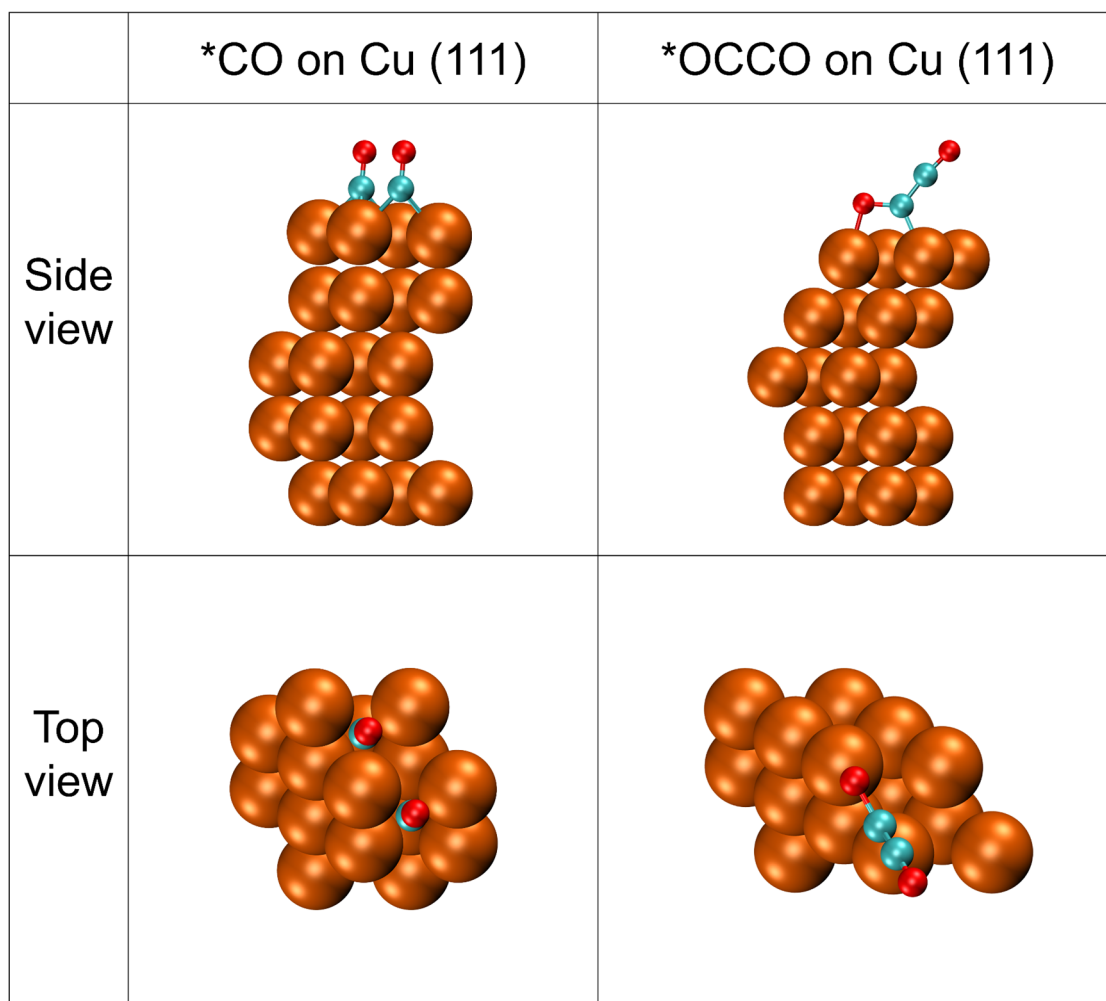 *CO on Cu (111)
*OCCO on Cu (111)
Side
view
Top
view